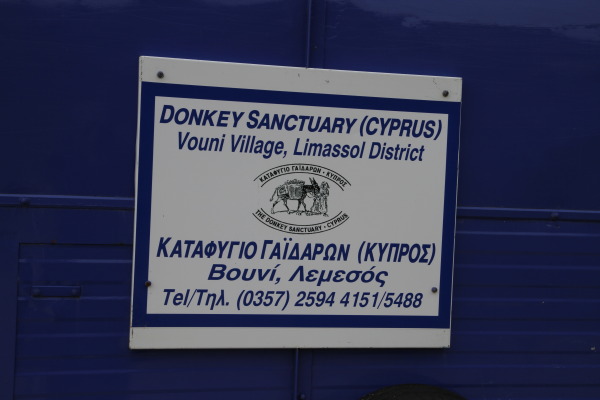 DONKEY SANCTUARY (CYPRUS)
Vouni Village, Limassol District
ΚΑΤΑΦΥΓΙΟ ΓΑΪΔΑΡΩΝ · ΚΥΠΡΟΣ
THE DONKEY SANCTUARY · CYPRUS
ΚΑΤΑΦΥΓΙΟ ΓΑΪΔΑΡΩΝ (ΚΥΠΡΟΣ)
Βουνί, Λεμεσός
Tel/Τηλ. (0357) 2594 4151/5488